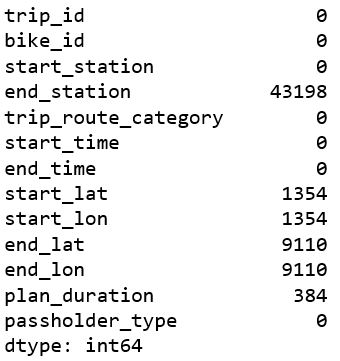 trip_id 0
bike_id 0
start_station 0
end_station 43198
trip_route_category 0
start_time 0
end_time 0
start_lat 1354
start_lon 1354
end_lat 9110
end_lon 9110
plan_duration 384
passholder_type 0
dtype: int64